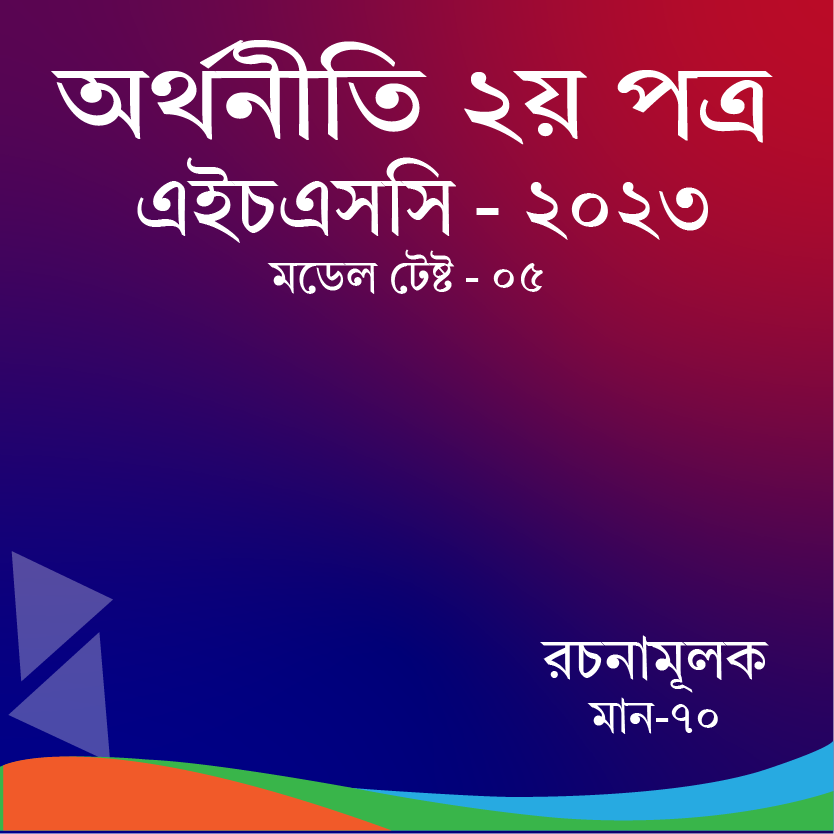 অর্থনীতি ২য় পত্র
এইচএসসি - ২০২৩
মডেল টেষ্ট - ০৫
রচনামূলক
মান-৭০